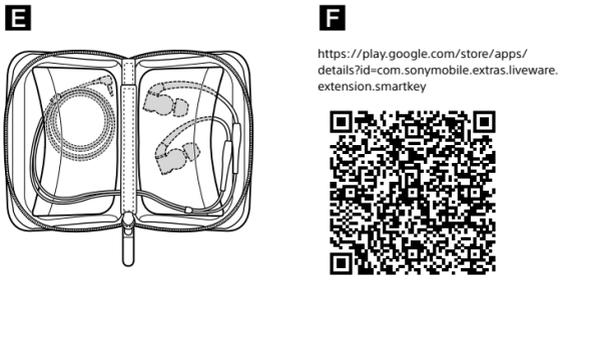 E
F
https://play.google.com/store/apps/
details?id=com.sonymobile.extras.liveware.
extension.smartkey